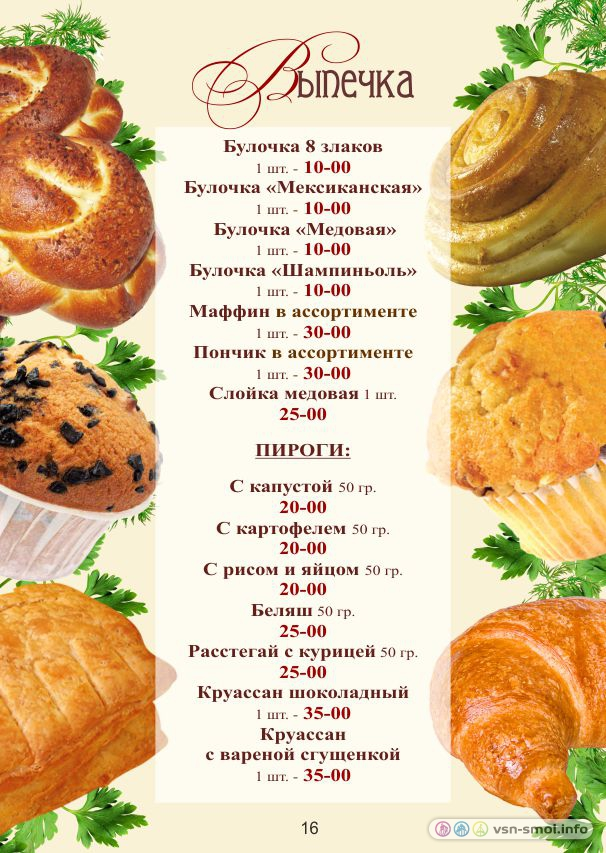 Выпечка
Булочка 8 злаков
1 шт. - 10-00
Булочка «Мексиканская»
1 шт. - 10-00
Булочка «Медовая»
1 шт. - 10-00
Булочка «Шампиньоль»
1 шт. - 10-00
Маффин в ассортименте
1 шт. - 30-00
Пончик в ассортименте
1 шт. - 30-00
Слойка медовая 1 шт.
25-00
ПИРОГИ:
С капустой 50 гр.
20-00
С картофелем 50 гр.
20-00
С рисом и яйцом 50 гр.
20-00
Беляш 50 гр.
25-00
Расстегай с курицей 50 гр.
25-00
Круассан шоколадный
1 шт. - 35-00
Круассан
с вареной сгущенкой
1 шт. - 35-00
16
vsn-smoi.info